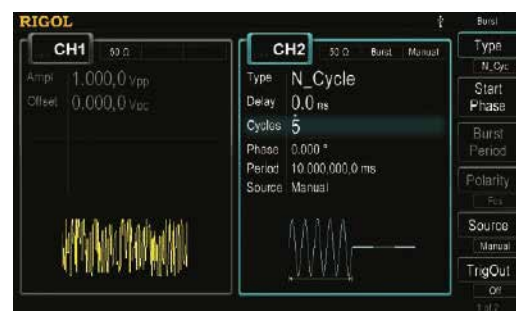 RIGOL
Burst
CH1 50 Ω
Ampl 1.000,0 Vpp
Offset 0.000,0 VDC
CH2 50 Ω Burst Manual
Type N_Cycle
Delay 0.0 ns
Cycles 5
Phase 0.000 °
Period 10.000,000,0 ms
Source Manual
Type
N_Cyc
Start
Phase
Burst
Period
Polarity
Pos
Source
Manual
TrigOut
Off
1 of 2